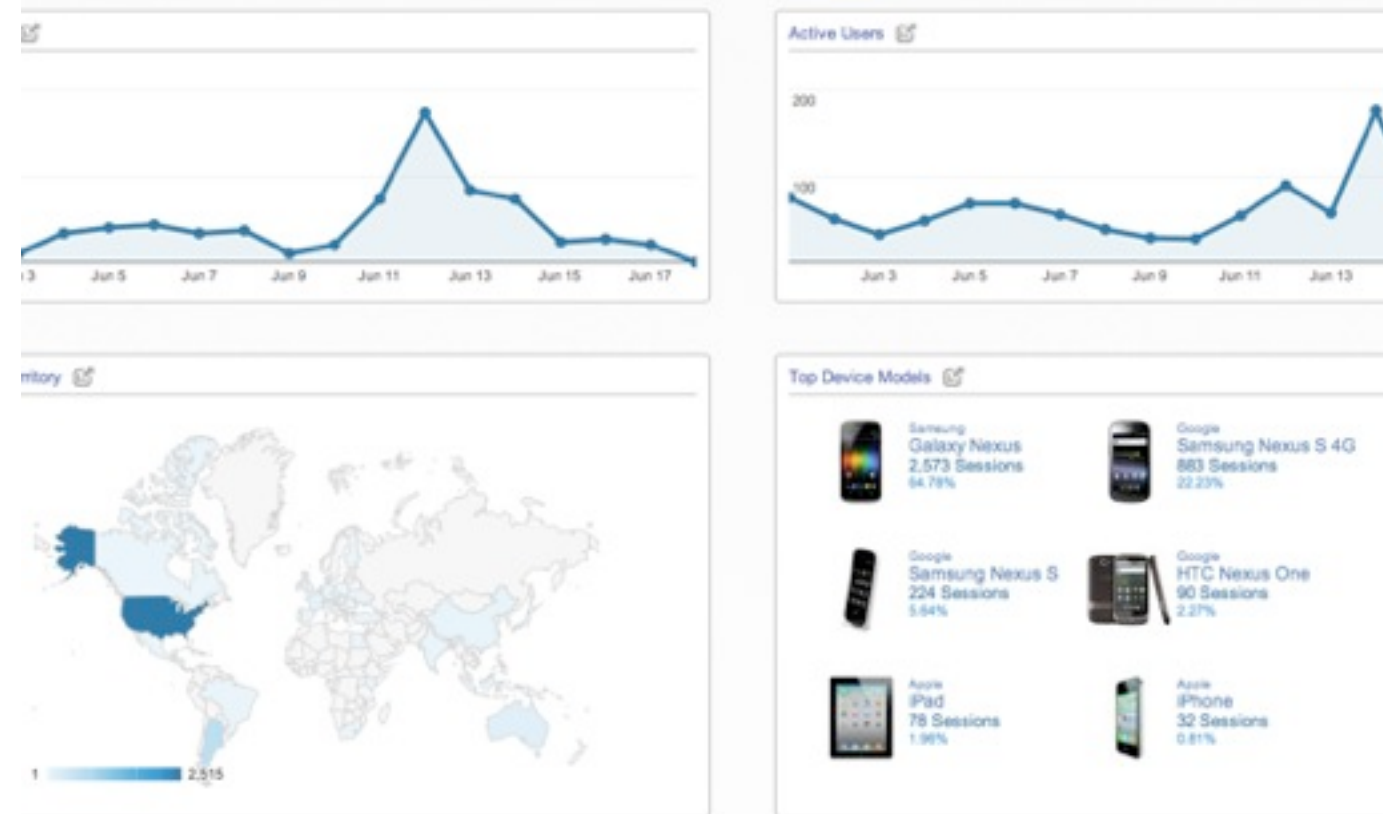 Active Users
200
100
3 Jun 5 Jun 7 Jun 9 Jun 11 Jun 13 Jun 15 Jun 17
Jun 3 Jun 5 Jun 7 Jun 9 Jun 11 Jun 13
rritory
Top Device Models
Samsung
Galaxy Nexus
2,573 Sessions
64.78%
Google
Samsung Nexus S 4G
883 Sessions
22.23%
Google
Samsung Nexus S
224 Sessions
5.64%
Google
HTC Nexus One
90 Sessions
2.27%
Apple
iPad
78 Sessions
1.96%
Apple
iPhone
32 Sessions
0.81%
1 2,515